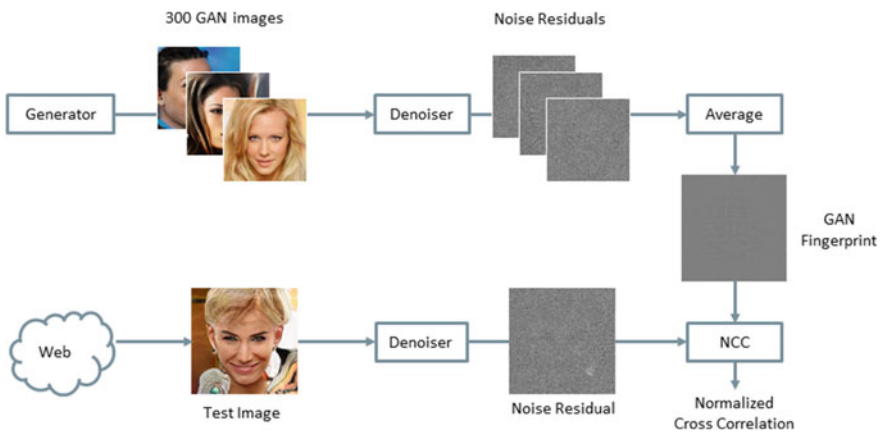 300 GAN images
Noise Residuals
Generator
Denoiser
Average
GAN
Fingerprint
Web
Denoiser
NCC
Test Image
Noise Residual
Normalized
Cross Correlation